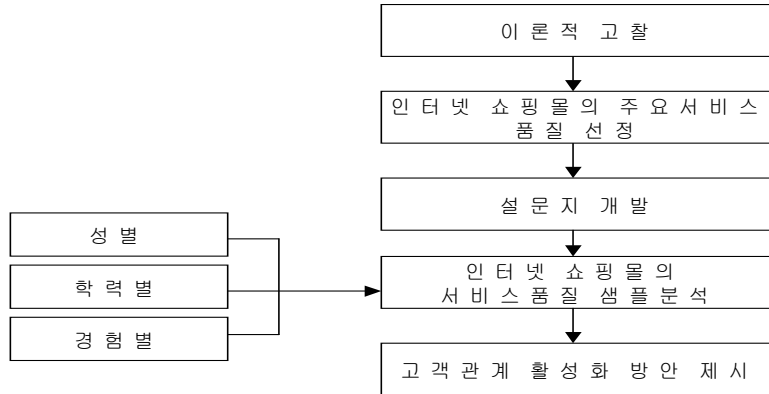 이론적 고찰
인터넷 쇼핑몰의 주요서비스
품질 선정
설문지 개발
성별
학력별
경험별
인터넷 쇼핑몰의
서비스품질 샘플분석
고객관계 활성화 방안 제시